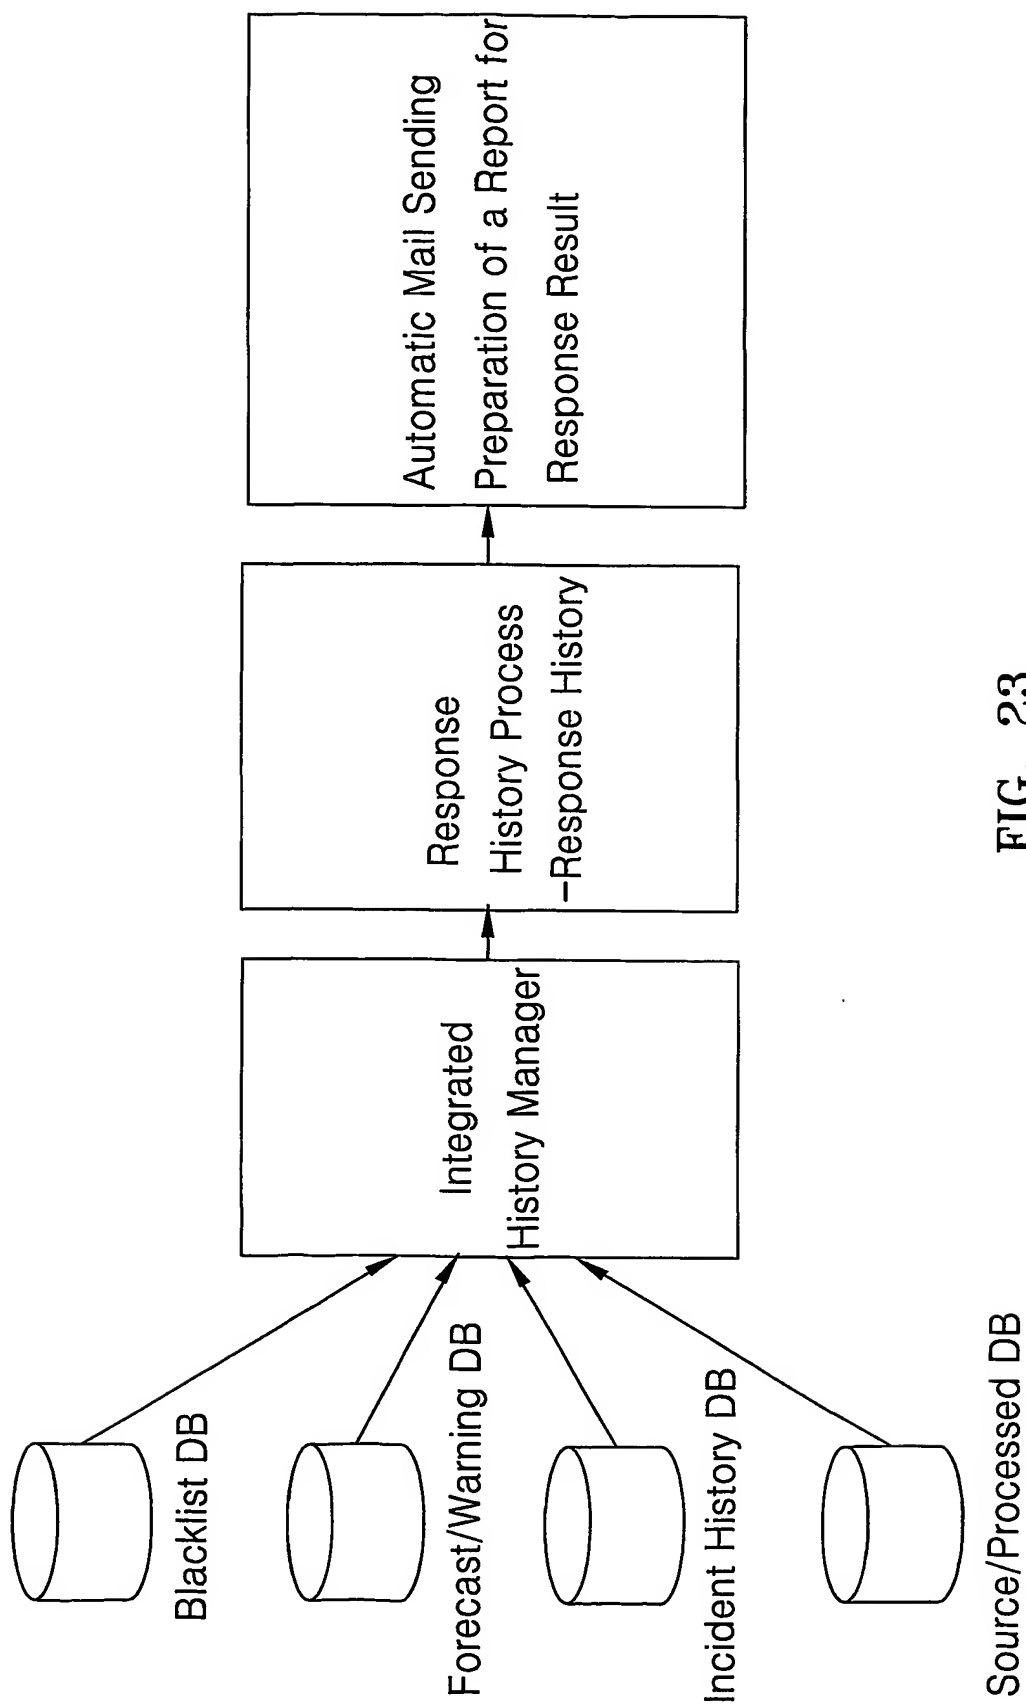 Blacklist DB
Forecast/Warning DB
Incident History DB
Source/Processed DB
Integrated
History Manager
Response
History Process
-Response History
Automatic Mail Sending
Preparation of a Report for
Response Result
FIG. 23